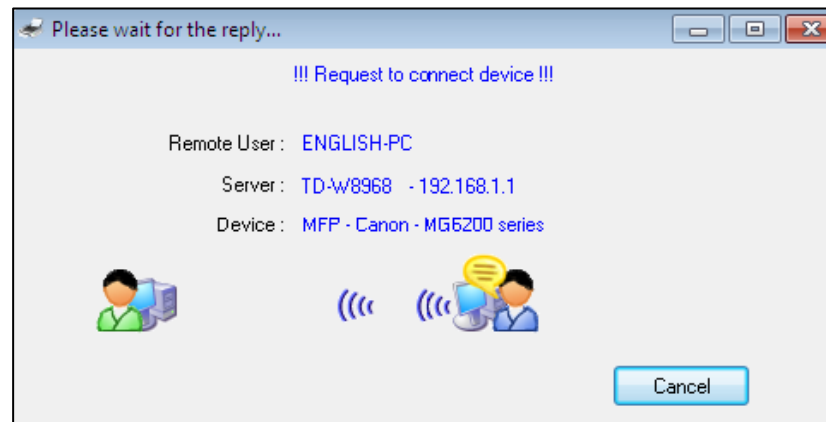 Please wait for the reply...
!!! Request to connect device !!!
Remote User : ENGLISH-PC
Server : TD-W8968 - 192.168.1.1
Device : MFP - Canon - MG6200 series
Cancel